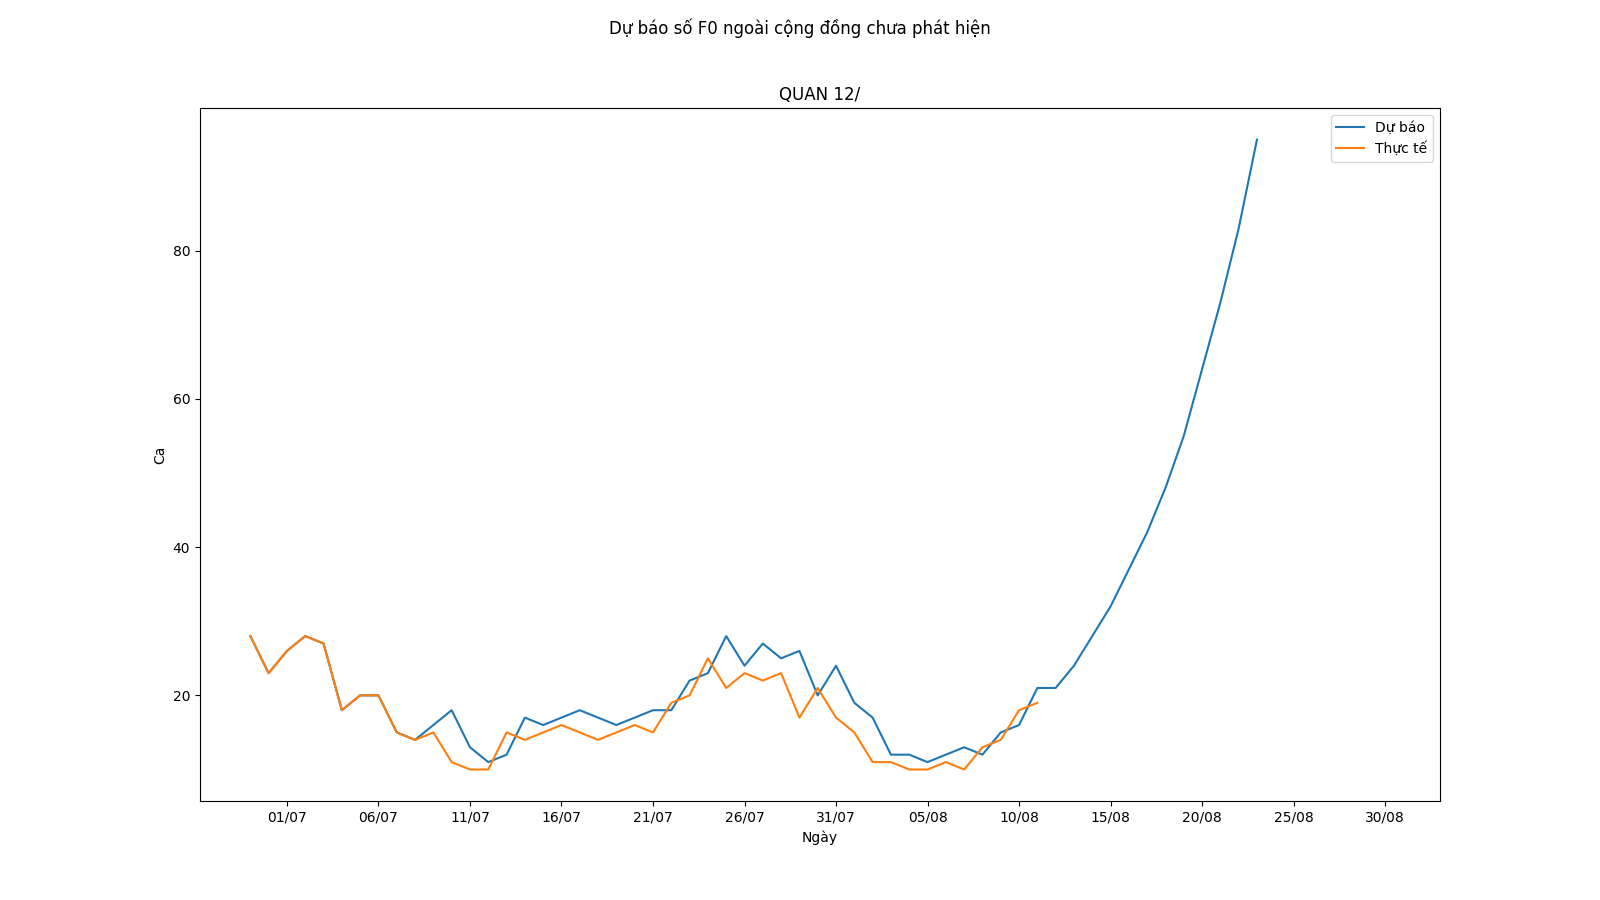 Dự báo số F0 ngoài cộng đồng chưa phát hiện
QUAN 12/
Dự báo
Thực tế
80
60
40
20
Ca
01/07 06/07 11/07 16/07 21/07 26/07 31/07 05/08 10/08 15/08 20/08 25/08 30/08
Ngày